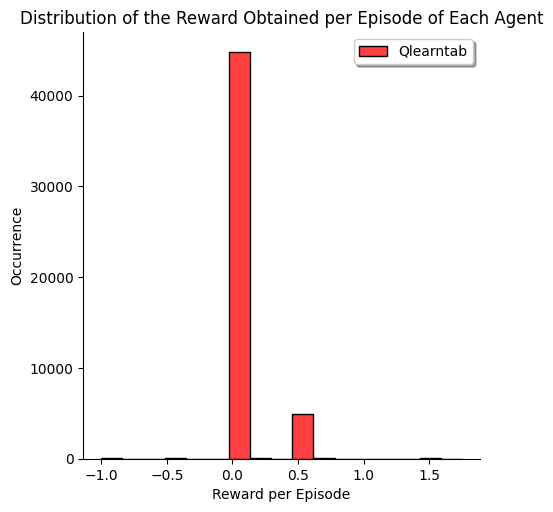 Distribution of the Reward Obtained per Episode of Each Agent
Qlearntab
40000
30000
20000
10000
0
Occurrence
−1.0 −0.5 0.0 0.5 1.0 1.5
Reward per Episode